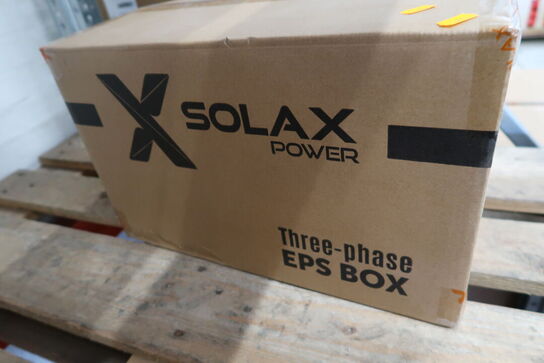 SOLAX
POWER
Three-phase
EPS BOX